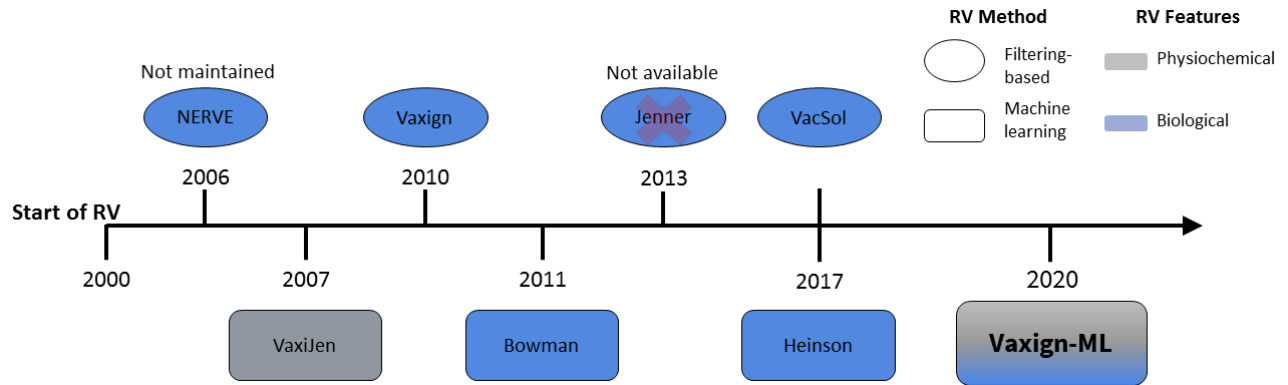 RV Method
RV Features
Filtering-
based
Physiochemical
Machine
learning
Biological
Not maintained
Not available
NERVE
Vaxign
Jenner
VacSol
2006
2010
2013
Start of RV
2000
2007
2011
2017
2020
VaxiJen
Bowman
Heinson
Vaxign-ML